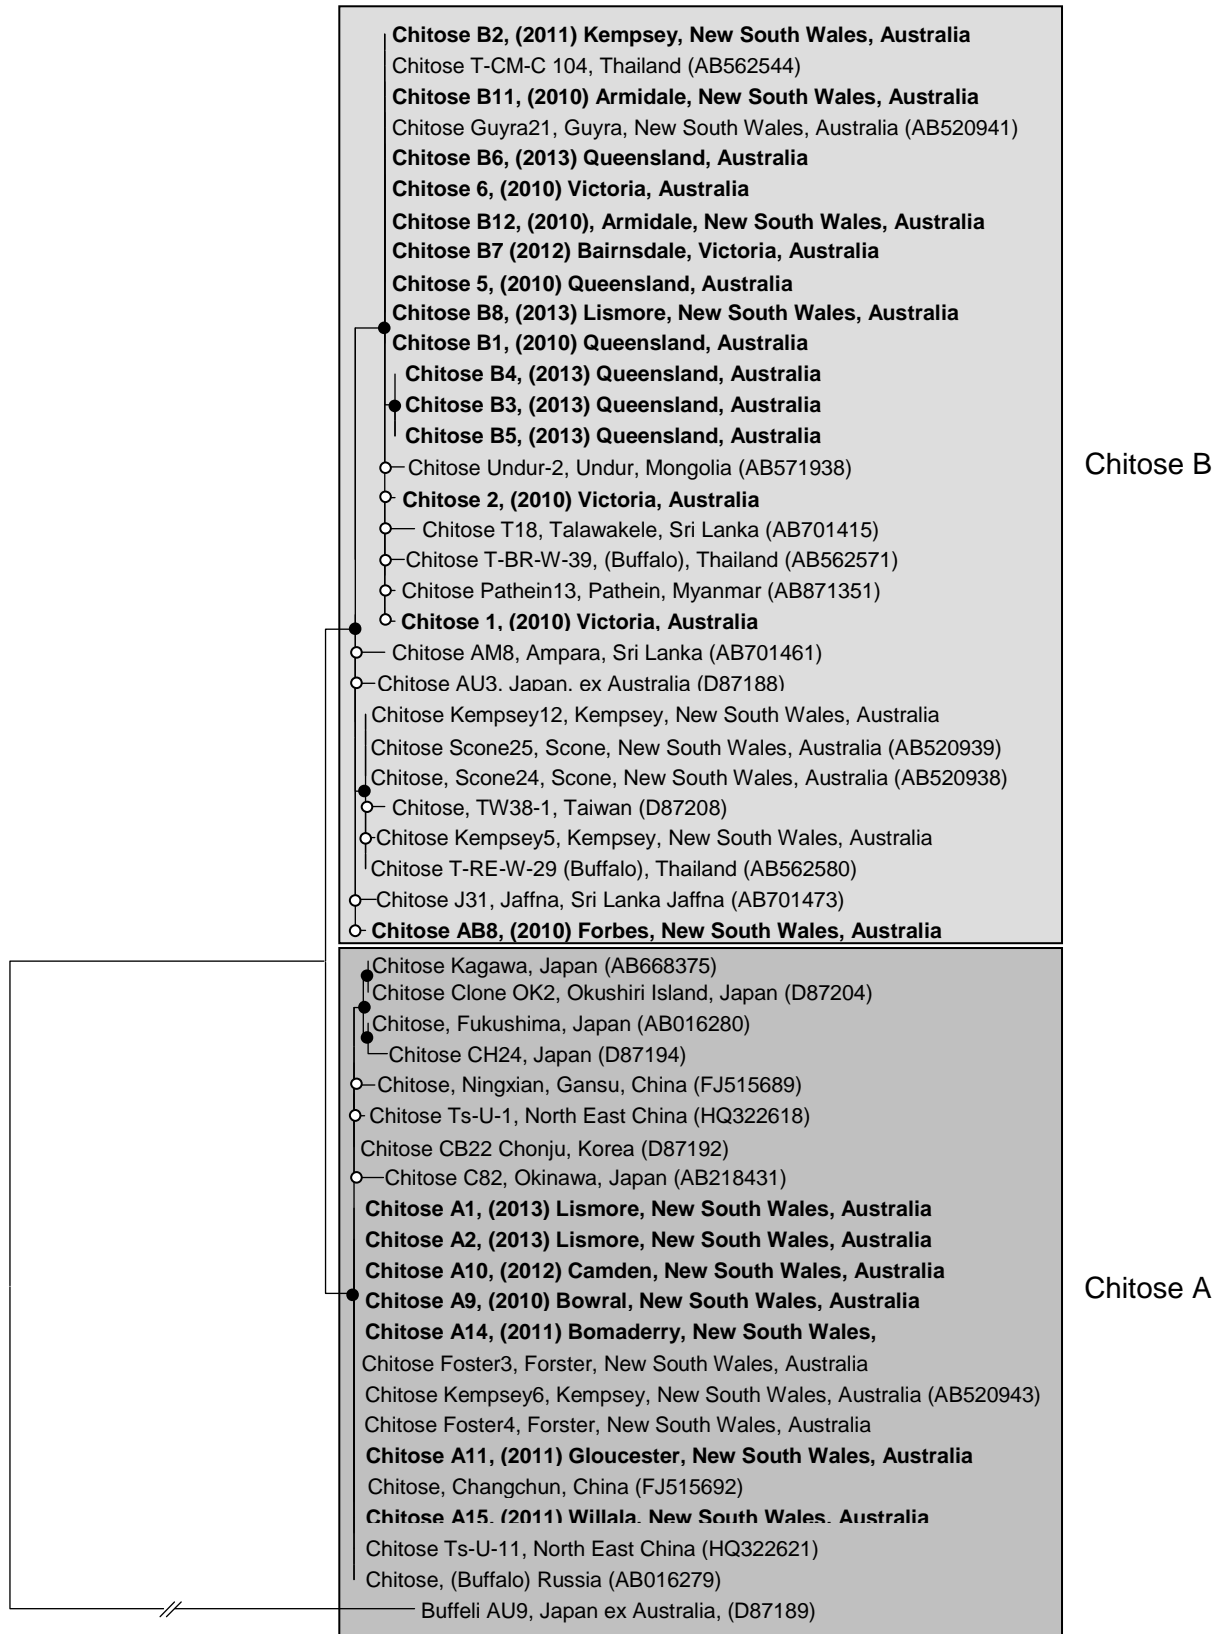 Chitose B2, (2011) Kempsey, New South Wales, Australia
Chitose T-CM-C 104, Thailand (AB562544)
Chitose B11, (2010) Armidale, New South Wales, Australia
Chitose Guyra21, Guyra, New South Wales, Australia (AB520941)
Chitose B6, (2013) Queensland, Australia
Chitose 6, (2010) Victoria, Australia
Chitose B12, (2010), Armidale, New South Wales, Australia
Chitose B7 (2012) Bairnsdale, Victoria, Australia
Chitose 5, (2010) Queensland, Australia
Chitose B8, (2013) Lismore, New South Wales, Australia
Chitose B1, (2010) Queensland, Australia
Chitose B4, (2013) Queensland, Australia
Chitose B3, (2013) Queensland, Australia
Chitose B5, (2013) Queensland, Australia
Chitose B
Chitose Undur-2, Undur, Mongolia (AB571938)
Chitose 2, (2010) Victoria, Australia
Chitose T18, Talawakele, Sri Lanka (AB701415)
Chitose T-BR-W-39, (Buffalo), Thailand (AB562571)
Chitose Pathein13, Pathein, Myanmar (AB871351)
Chitose 1, (2010) Victoria, Australia
Chitose AM8, Ampara, Sri Lanka (AB701461)
Chitose AU3, Japan, ex Australia (D87188)
Chitose Kempsey12, Kempsey, New South Wales, Australia
Chitose Scone25, Scone, New South Wales, Australia (AB520939)
Chitose, Scone24, Scone, New South Wales, Australia (AB520938)
Chitose, TW38-1, Taiwan (D87208)
Chitose Kempsey5, Kempsey, New South Wales, Australia
Chitose T-RE-W-29 (Buffalo), Thailand (AB562580)
Chitose J31, Jaffna, Sri Lanka Jaffna (AB701473)
Chitose AB8, (2010) Forbes, New South Wales, Australia
Chitose Kagawa, Japan (AB668375)
Chitose Clone OK2, Okushiri Island, Japan (D87204)
Chitose, Fukushima, Japan (AB016280)
Chitose CH24, Japan (D87194)
Chitose, Ningxian, Gansu, China (FJ515689)
Chitose Ts-U-1, North East China (HQ322618)
Chitose CB22 Chonju, Korea (D87192)
Chitose C82, Okinawa, Japan (AB218431)
Chitose A1, (2013) Lismore, New South Wales, Australia
Chitose A2, (2013) Lismore, New South Wales, Australia
Chitose A10, (2012) Camden, New South Wales, Australia
Chitose A
Chitose A9, (2010) Bowral, New South Wales, Australia
Chitose A14, (2011) Bomaderry, New South Wales,
Chitose Foster3, Forster, New South Wales, Australia
Chitose Kempsey6, Kempsey, New South Wales, Australia (AB520943)
Chitose Foster4, Forster, New South Wales, Australia
Chitose A11, (2011) Gloucester, New South Wales, Australia
Chitose, Changchun, China (FJ515692)
Chitose A15, (2011) Willala, New South Wales, Australia
Chitose Ts-U-11, North East China (HQ322621)
Chitose, (Buffalo) Russia (AB016279)
Buffeli AU9, Japan ex Australia, (D87189)